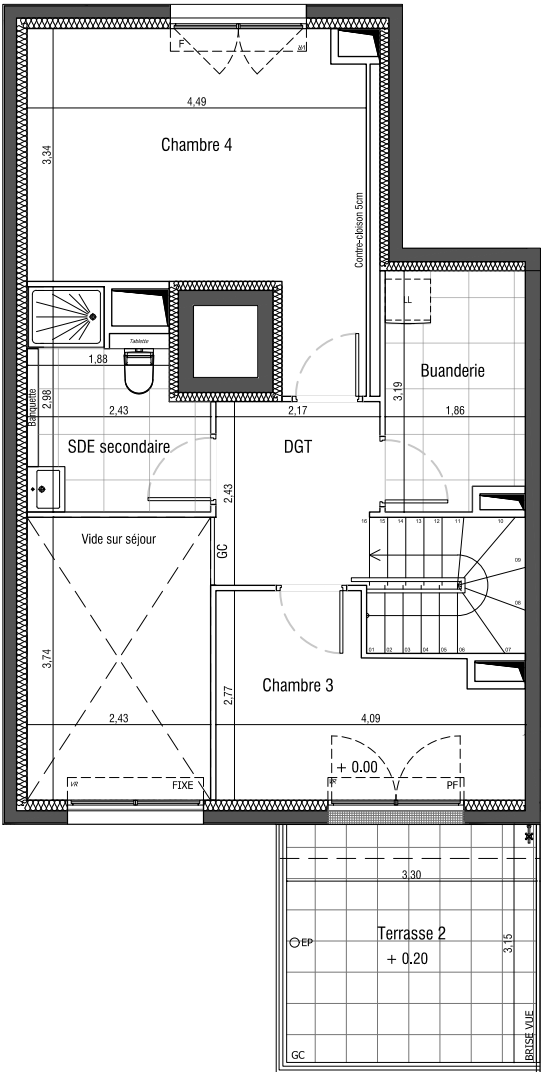 F
VR
4,49
Chambre 4
3,34
Contre-cloison 5cm
LL
Tablette
1,88
Buanderie
Banquette
2,98
3,19
2,43
2,17
1,86
SDE secondaire
DGT
2,43
16
15
14
13
12
11
10
Vide sur séjour
GC
09
08
01
02
03
04
05
06
07
3,74
2,77
Chambre 3
2,43
4,09
+ 0.00
VR
FIXE
PF
3,30
Terrasse 2
EP
3,15
+ 0.20
BRISE VUE
GC